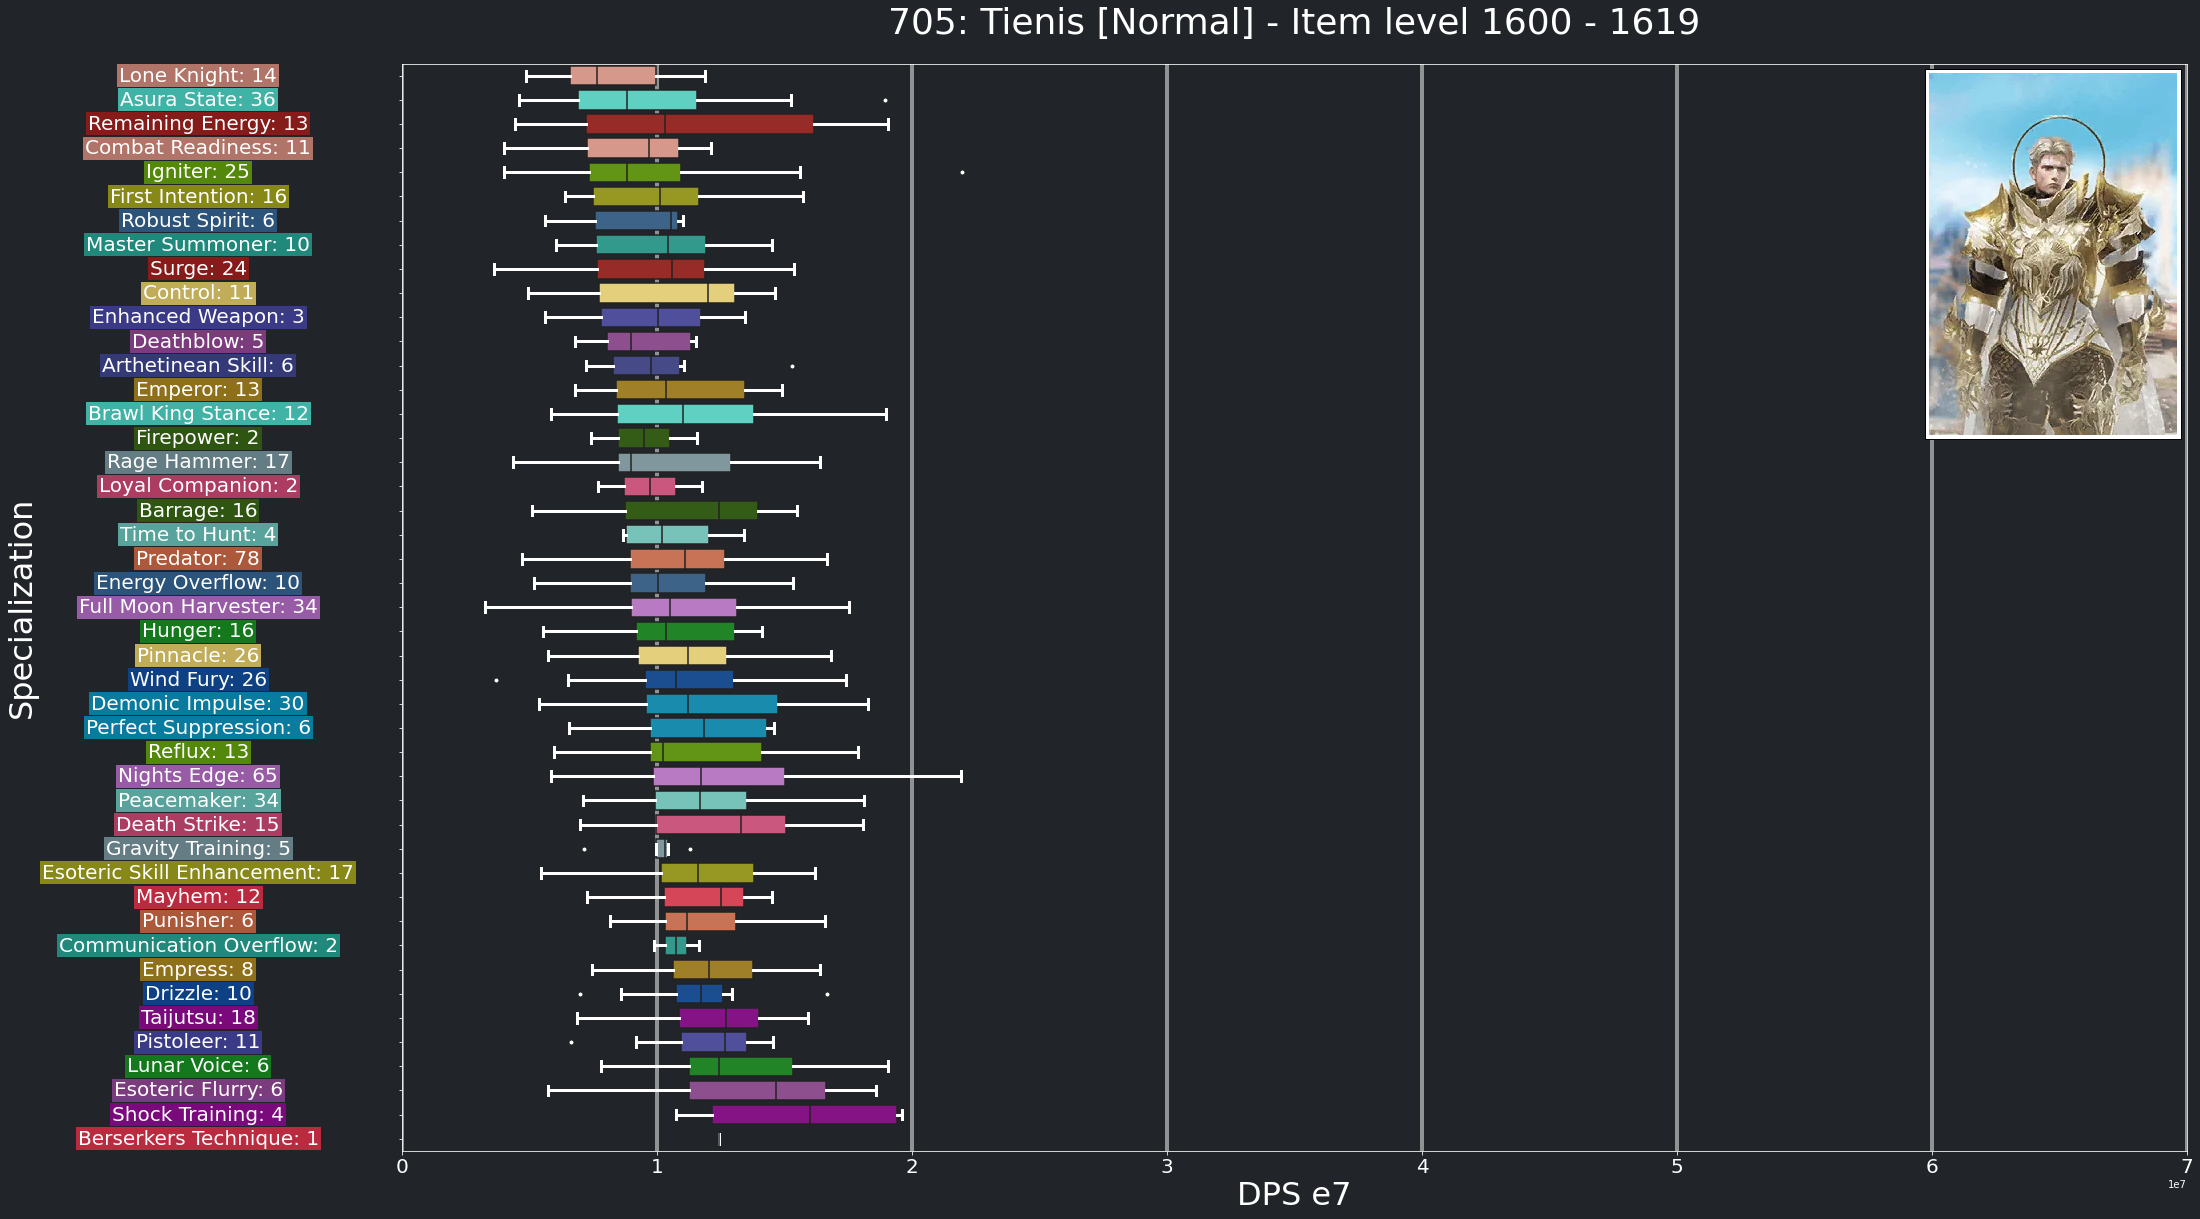 705: Tienis [Normal] - Item level 1600 - 1619
Specialization
Lone Knight: 14
Asura State: 36
Remaining Energy: 13
Combat Readiness: 11
Igniter: 25
First Intention: 16
Robust Spirit: 6
Master Summoner: 10
Surge: 24
Control: 11
Enhanced Weapon: 3
Deathblow: 5
Arthetinean Skill: 6
Emperor: 13
Brawl King Stance: 12
Firepower: 2
Rage Hammer: 17
Loyal Companion: 2
Barrage: 16
Time to Hunt: 4
Predator: 78
Energy Overflow: 10
Full Moon Harvester: 34
Hunger: 16
Pinnacle: 26
Wind Fury: 26
Demonic Impulse: 30
Perfect Suppression: 6
Reflux: 13
Nights Edge: 65
Peacemaker: 34
Death Strike: 15
Gravity Training: 5
Esoteric Skill Enhancement: 17
Mayhem: 12
Punisher: 6
Communication Overflow: 2
Empress: 8
Drizzle: 10
Taijutsu: 18
Pistoleer: 11
Lunar Voice: 6
Esoteric Flurry: 6
Shock Training: 4
Berserkers Technique: 1
0 1 2 3 4 5 6 7
1e7
DPS e7